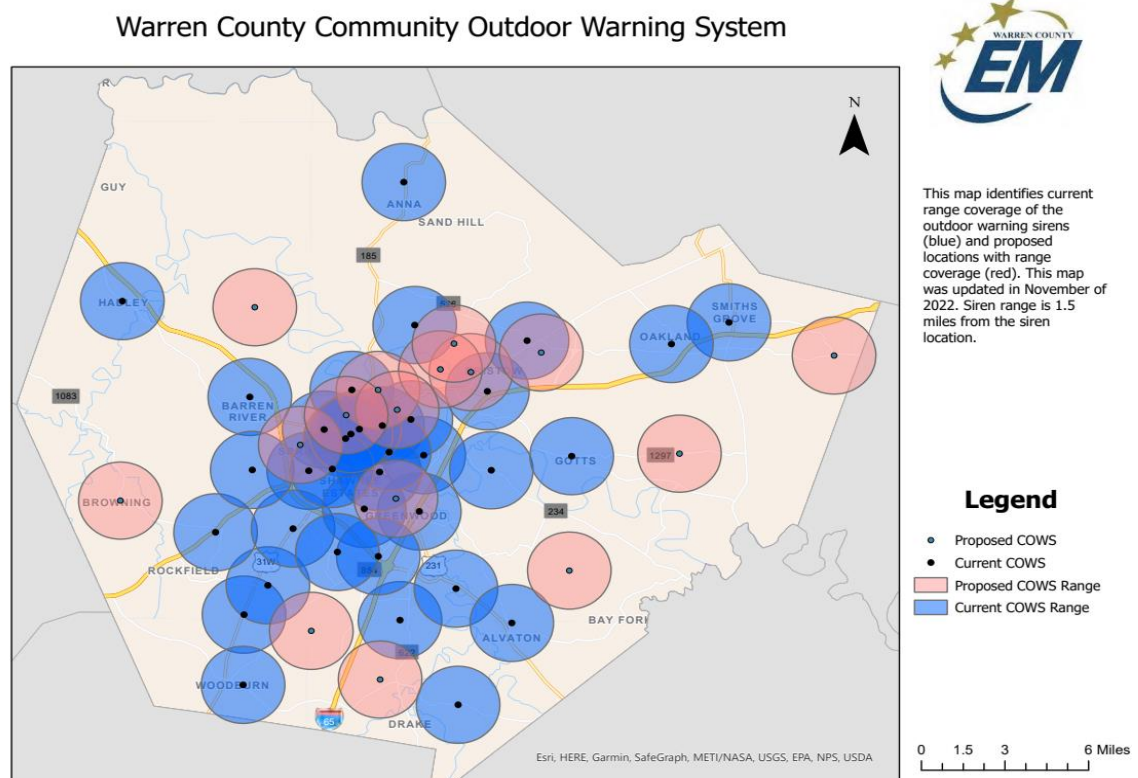 Warren County Community Outdoor Warning System
WARREN COUNTY
EM
N
R
GUY
ANNA
SAND HILL
185
HADLEY
SMITHS
GROVE
OAKLAND
1083
BARREN
RIVER
GOTTS
1297
BROWNING
SHAWNEE
ESTATES
GREENWOOD
234
ROCKFIELD
31W
231
BAY FORK
ALVATON
622
WOODBURN
65
DRAKE
Esri, HERE, Garmin, SafeGraph, METI/NASA, USGS, EPA, NPS, USDA
This map identifies current
range coverage of the
outdoor warning sirens
(blue) and proposed
locations with range
coverage (red). This map
was updated in November of
2022. Siren range is 1.5
miles from the siren
location.
Legend
Proposed COWS
Current COWS
Proposed COWS Range
Current COWS Range
0 1.5 3 6 Miles